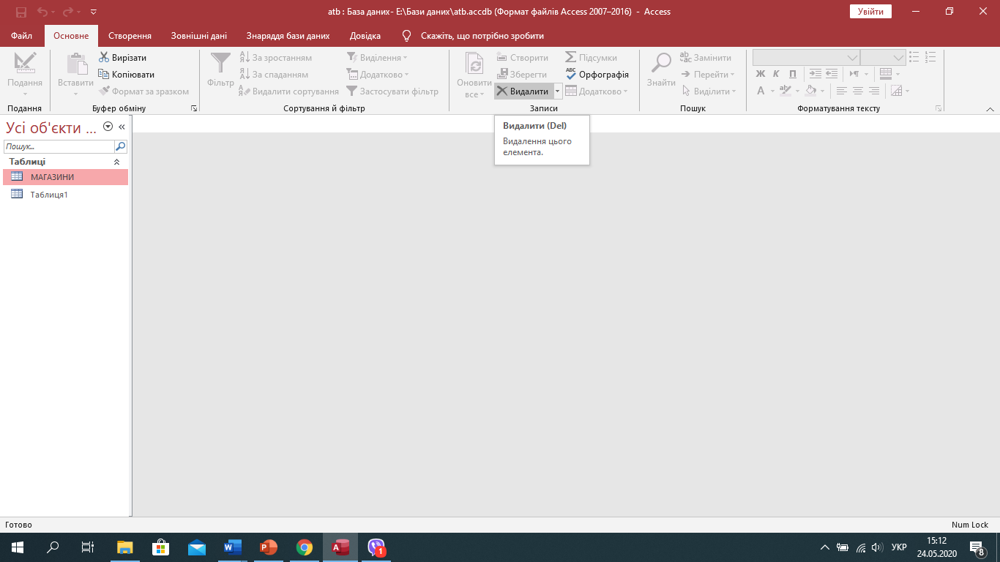 atb : База даних- E:\Бази даних\atb.accdb (Формат файлів Access 2007–2016) - Access
Увійти
Файл Основне Створення Зовнішні дані Знаряддя бази даних Довідка Скажіть, що потрібно зробити
Подання
Вставити
Вирізати
Копіювати
Формат за зразком
Фільтр
За зростанням
За спаданням
Видалити сортування
Виділення
Додатково
Застосувати фільтр
Оновити
все
Створити
Зберегти
Видалити
Підсумки
Орфографія
Додатково
Знайти
Замінити
Перейти
Виділити
Ж К П
Подання Буфер обміну Сортування й фільтр Записи Пошук Форматування тексту
Видалити (Del)
Видалення цього
елемента.
Усі об'єкти ...
Пошук...
Таблиці
МАГАЗИНИ
Таблиця1
Готово
Num Lock
УКР
15:12
24.05.2020
1
8